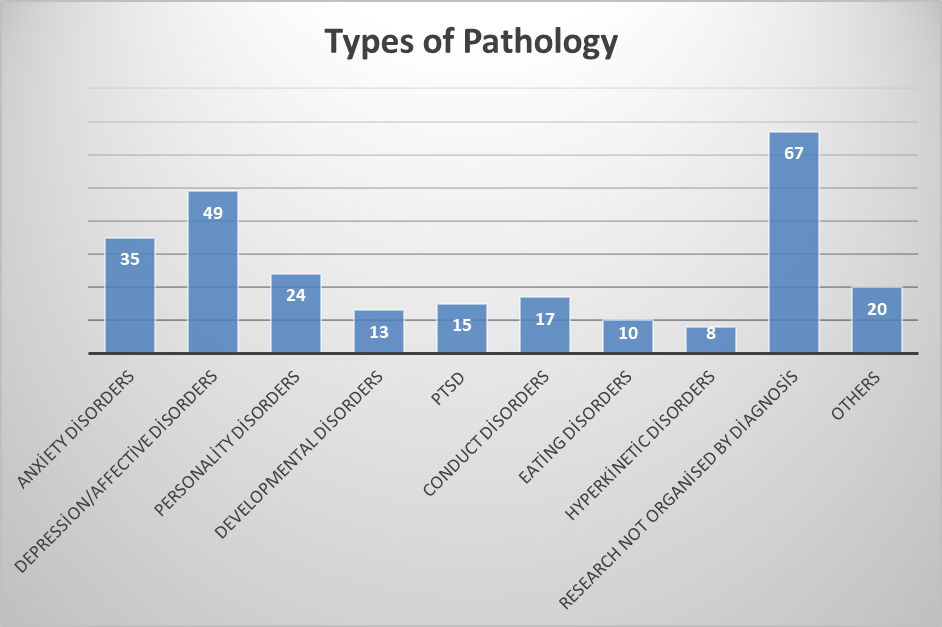 Types of Pathology
35
49
24
13
15
17
10
8
67
20
ANXİETY DİSORDERS
DEPRESSİON/AFFECTİVE DİSORDERS
PERSONALİTY DİSORDERS
DEVELOPMENTAL DİSORDERS
PTSD
CONDUCT DİSORDERS
EATİNG DİSORDERS
HYPERKİNETİC DİSORDERS
RESEARCH NOT ORGANISED BY DİAGNOSİS
OTHERS